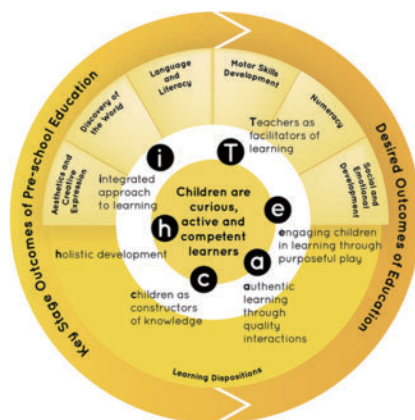 Key Stage Outcomes of Pre-school Education
Desired Outcomes of Education
Aesthetics and
Creative
Expression
Discovery of
the World
Language
and
Literacy
Motor Skills
Development
Numeracy
Social and
Emotional
Development
i
integrated
approach
to learning
T
Teachers as
facilitators of
learning
e
engaging children
in learning through
purposeful play
a
authentic
learning
through
quality
interactions
c
children as
constructors
of knowledge
h
holistic development
Children are
curious,
active and
competent
learners
Learning Dispositions